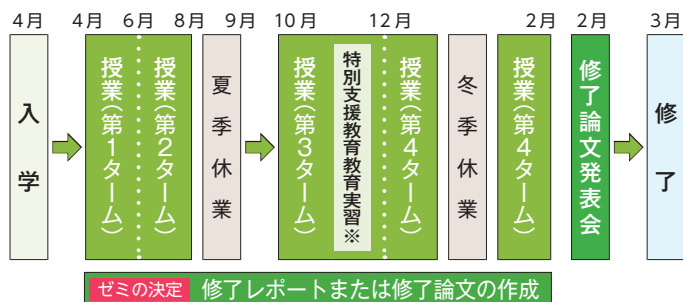 4月 4月 6月 8月 9月 10月 12月 2月 2月 3月
入学
授業(第1ターム)
授業(第2ターム)
夏季休業
授業(第3ターム)
特別支援教育教育実習※
授業(第4ターム)
冬季休業
授業(第4ターム)
修了論文発表会
修了
ゼミの決定 修了レポートまたは修了論文の作成